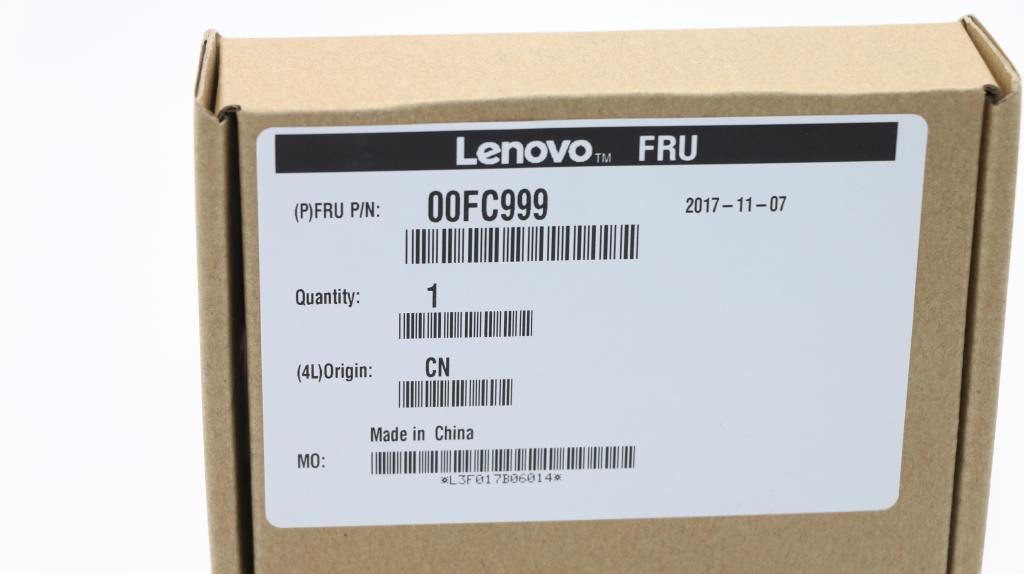 Lenovo™ FRU
(P)FRU P/N: 00FC999 2017-11-07
Quantity: 1
(4L)Origin: CN
Made in China
MO:
*L3F017B06014*